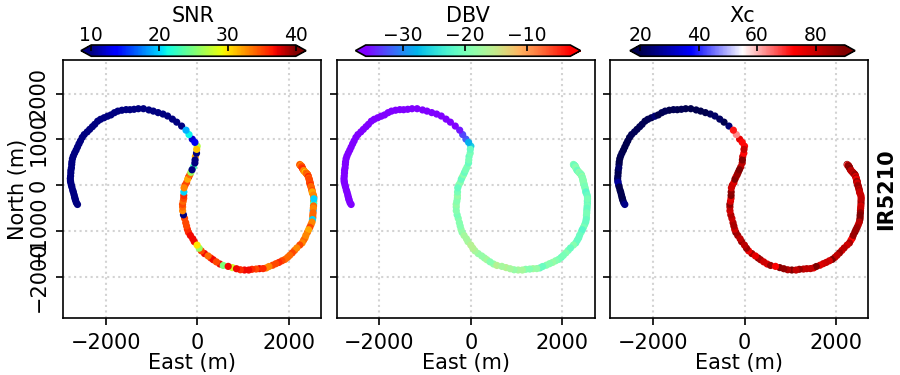 SNR DBV Xc
10 20 30 40 −30 −20 −10 20 40 60 80
2000
1000
0
−1000
−2000
North (m)
−2000 0 2000 −2000 0 2000 −2000 0 2000
East (m) East (m) East (m)
IR5210